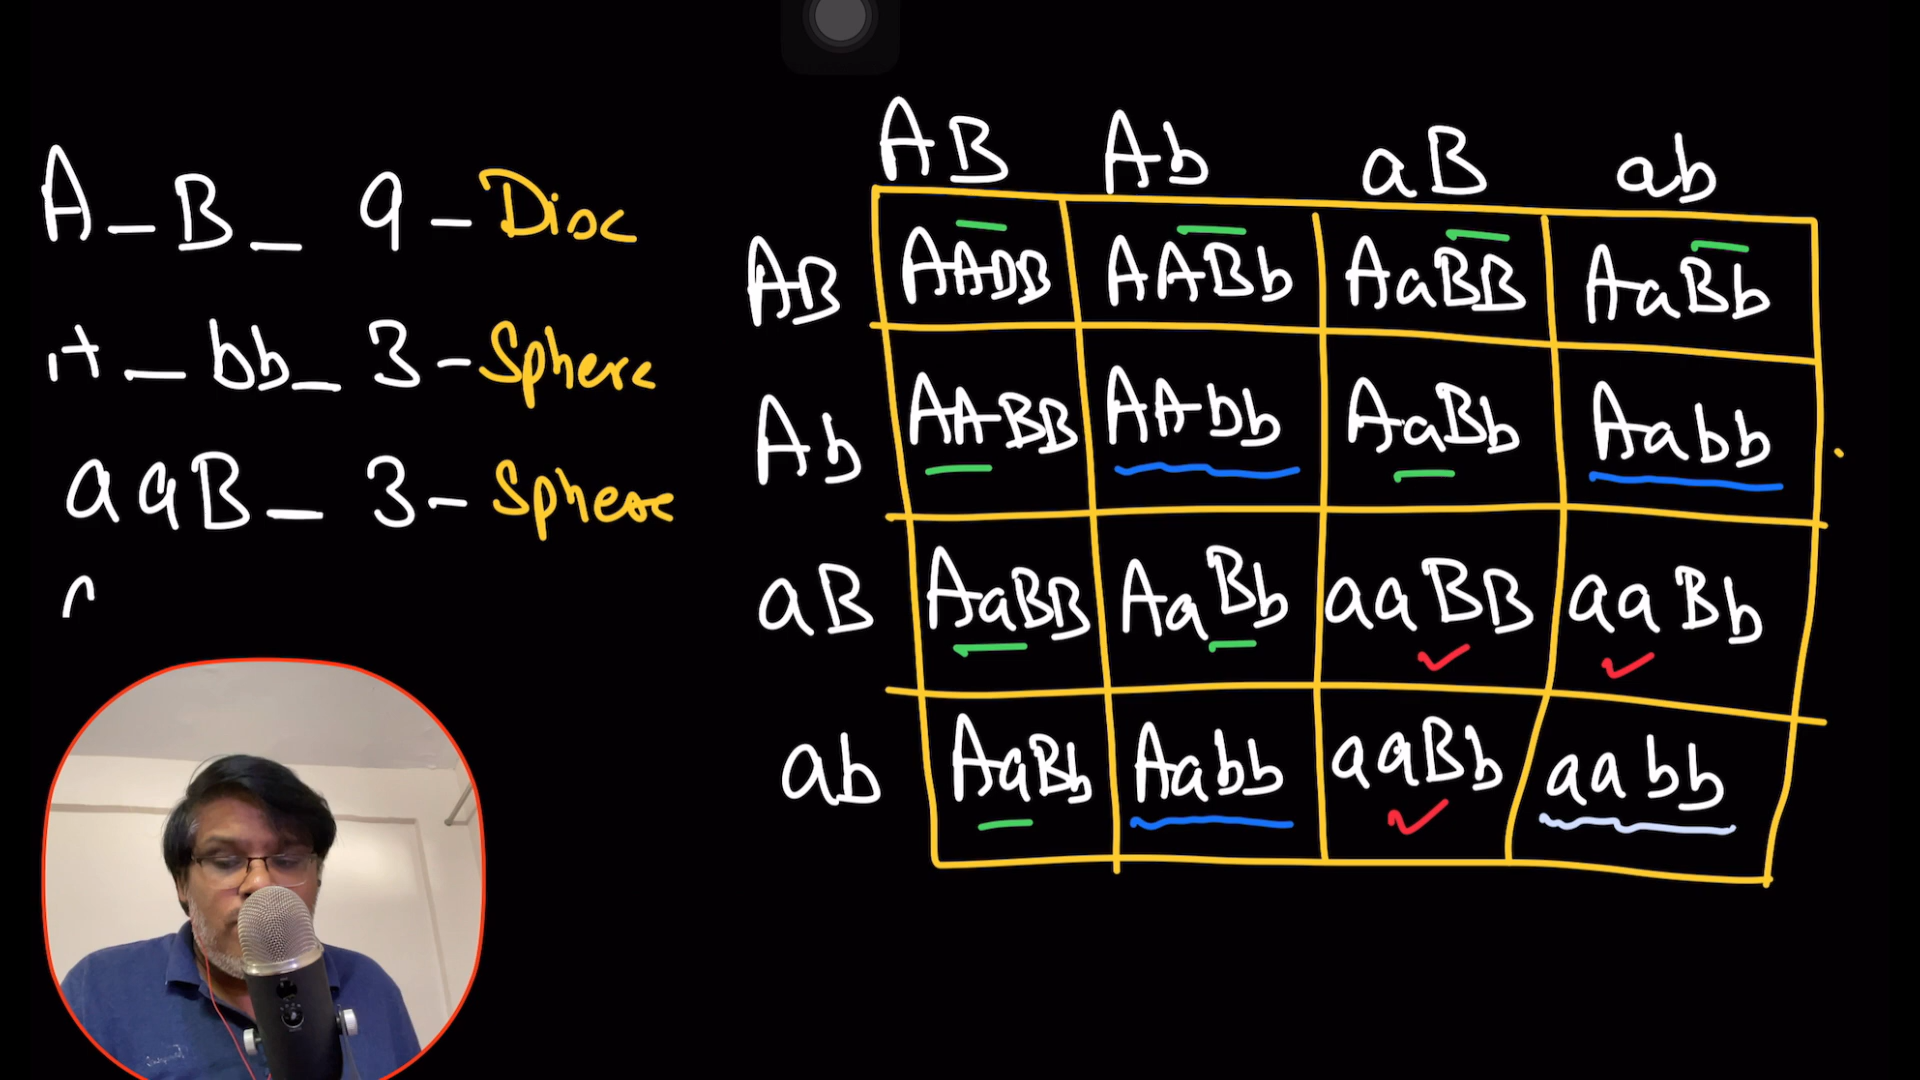 A_B_ 9 - Disc
A_bb_ 3 - Sphere
aaB_ 3 - Sphere
AB Ab aB ab
AB AABB AABb AaBB AaBb
Ab AABB AAbb AaBb Aabb
aB AaBB AaBb aaBB aaBb
ab AaBb Aabb aaBb aabb